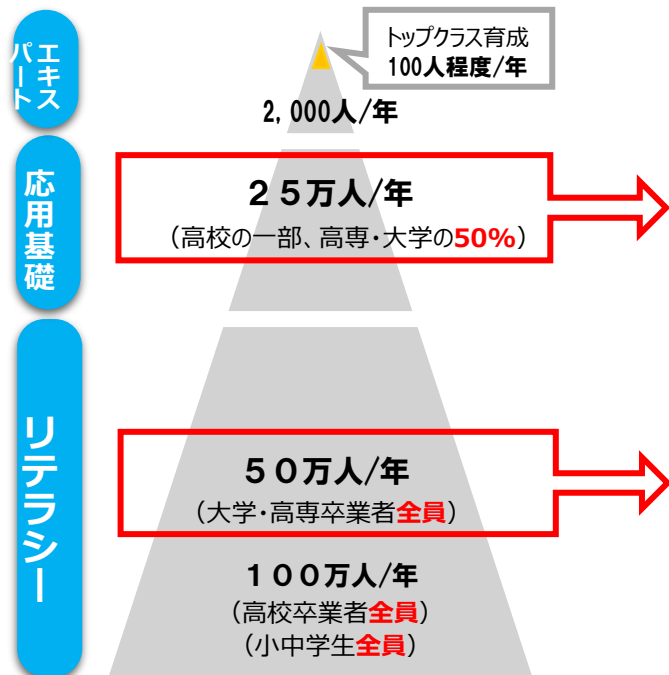 エキスパート
トップクラス育成
100人程度/年
2,000人/年
応用基礎
２５万人/年
（高校の一部、高専・大学の50%）
リテラシー
５０万人/年
（大学・高専卒業者全員）
１００万人/年
（高校卒業者全員）
（小中学生全員）